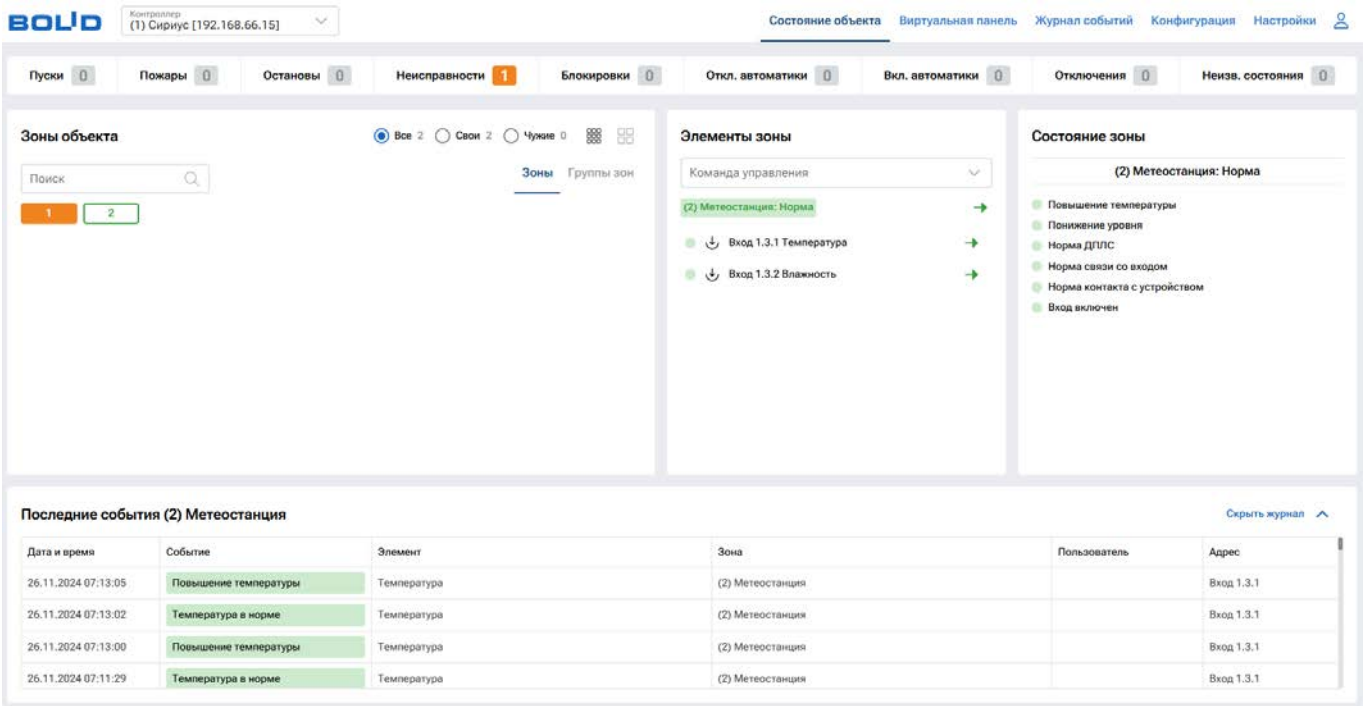 BOLID
Контроллер
(1) Сириус [192.168.66.15]
Состояние объекта Виртуальная панель Журнал событий Конфигурация Настройки
Пуски 0 Пожары 0 Остановы 0 Неисправности 1 Блокировки 0 Откл. автоматики 0 Вкл. автоматики 0 Отключения 0 Неизв. состояния 0
Зоны объекта
Все 2 Свои 2 Чужие 0
Поиск
Зоны Группы зон
1 2
Элементы зоны
Команда управления
(2) Метеостанция: Норма
Вход 1.3.1 Температура
Вход 1.3.2 Влажность
Состояние зоны
(2) Метеостанция: Норма
Повышение температуры
Понижение уровня
Норма ДПЛС
Норма связи со входом
Норма контакта с устройством
Вход включен
Последние события (2) Метеостанция
Скрыть журнал
Дата и время Событие Элемент Зона Пользователь Адрес
26.11.2024 07:13:05 Повышение температуры Температура (2) Метеостанция Вход 1.3.1
26.11.2024 07:13:02 Температура в норме Температура (2) Метеостанция Вход 1.3.1
26.11.2024 07:13:00 Повышение температуры Температура (2) Метеостанция Вход 1.3.1
26.11.2024 07:11:29 Температура в норме Температура (2) Метеостанция Вход 1.3.1